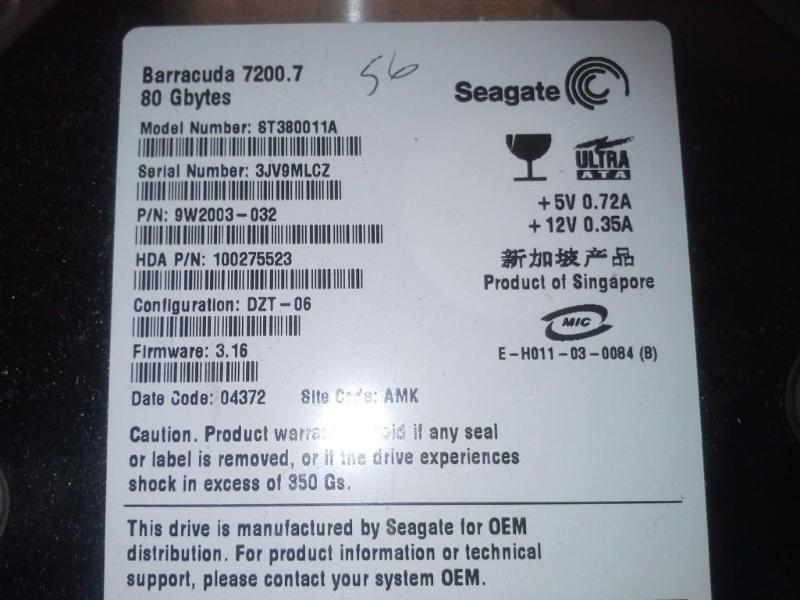 Barracuda 7200.7
80 Gbytes
56
Seagate
Model Number: ST380011A
Serial Number: 3JV9MLCZ
P/N: 9W2003-032
HDA P/N: 100275523
Configuration: DZT-06
Firmware: 3.16
Date Code: 04372 Site Code: AMK
ULTRA
ATA
+5V 0.72A
+12V 0.35A
新加坡产品
Product of Singapore
MIC
E-H011-03-0084 (B)
Caution. Product if any seal
or label is removed, or if the drive experiences
shock in excess of 350 Gs.
This drive is manufactured by Seagate for OEM
distribution. For product information or technical
support, please contact your system OEM.